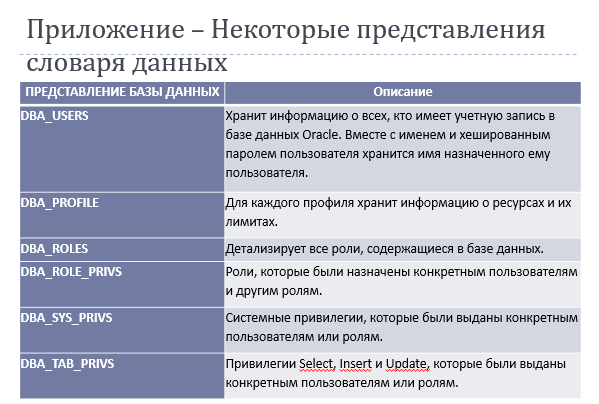 Приложение – Некоторые представления
словаря данных
ПРЕДСТАВЛЕНИЕ БАЗЫ ДАННЫХ Описание
DBA_USERS Хранит информацию о всех, кто имеет учетную запись в
базе данных Oracle. Вместе с именем и хешированным
паролем пользователя хранится имя назначенного ему
пользователя.
DBA_PROFILE Для каждого профиля хранит информацию о ресурсах и их
лимитах.
DBA_ROLES Детализирует все роли, содержащиеся в базе данных.
DBA_ROLE_PRIVS Роли, которые были назначены конкретным пользователям
и другим ролям.
DBA_SYS_PRIVS Системные привилегии, которые были выданы конкретным
пользователям или ролям.
DBA_TAB_PRIVS Привилегии Select, Insert и Update, которые были выданы
конкретным пользователям или ролям.